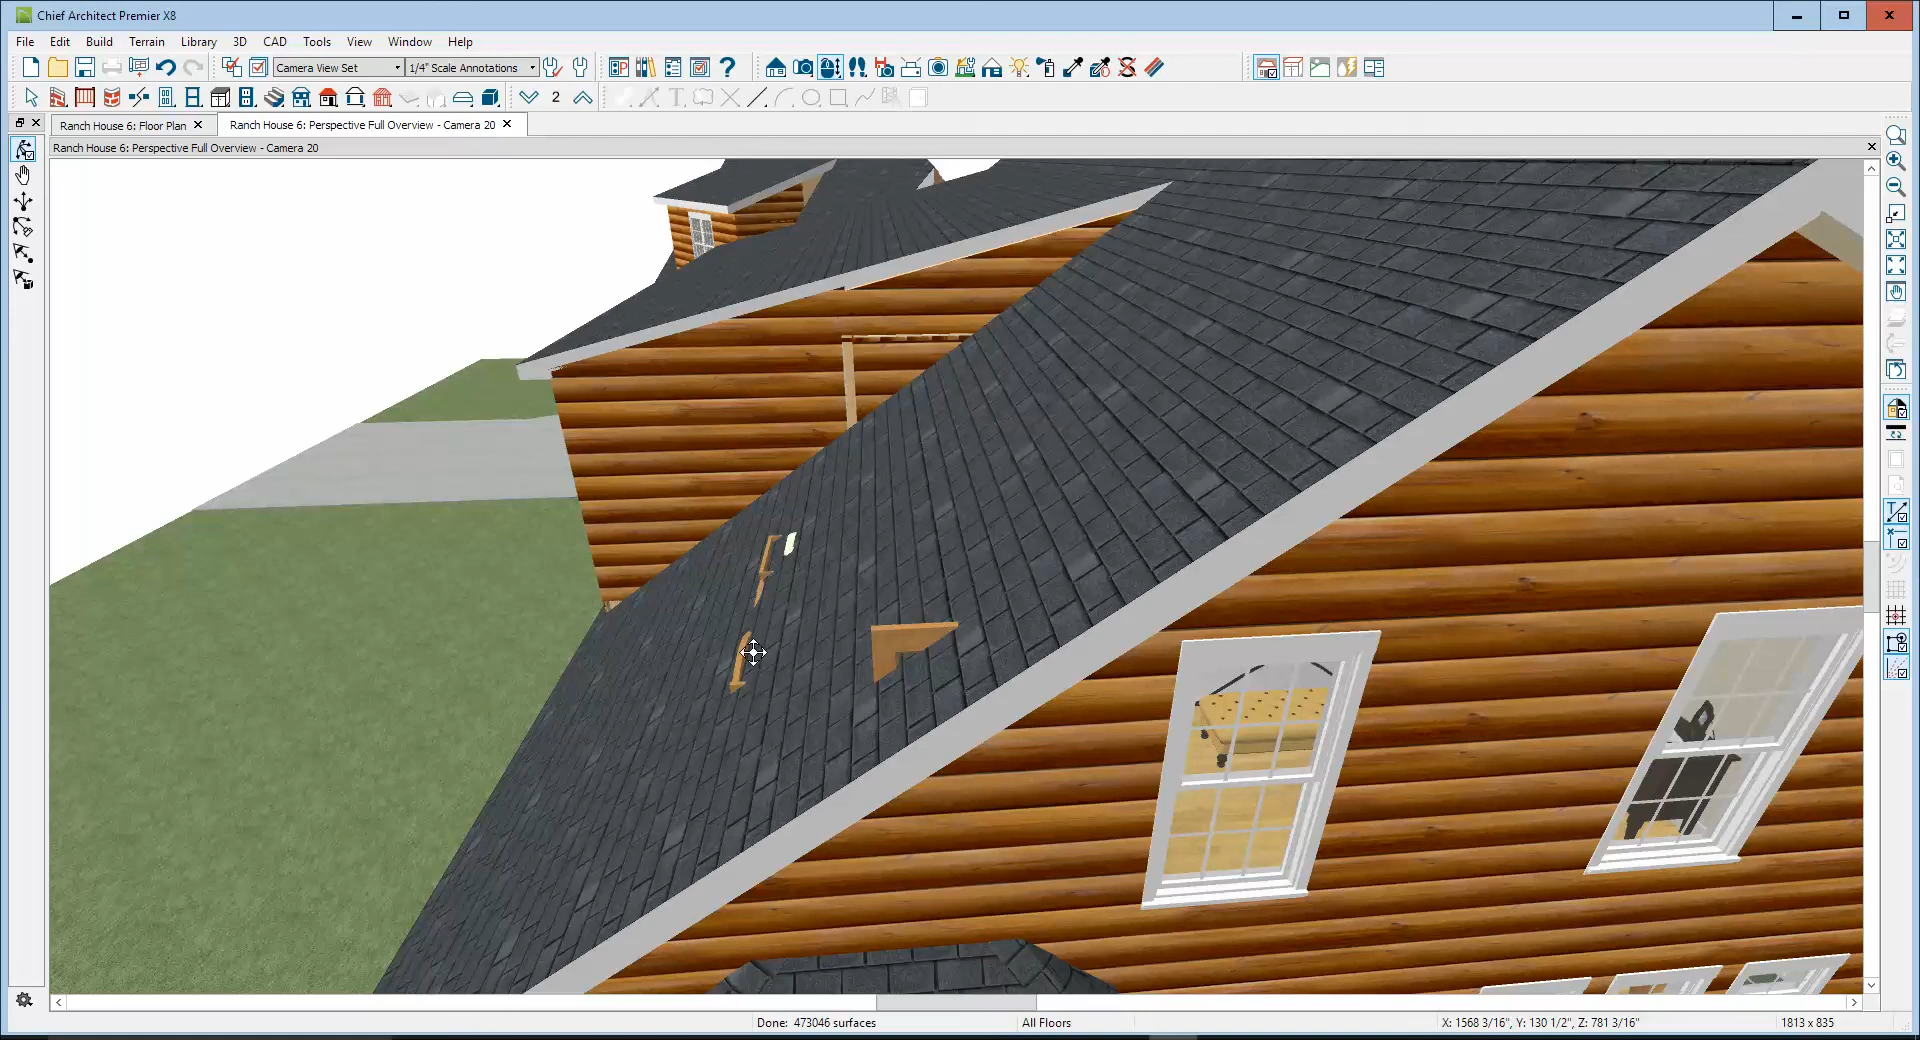 Chief Architect Premier X8
File Edit Build Terrain Library 3D CAD Tools View Window Help
Camera View Set 1/4" Scale Annotations
2
Ranch House 6: Floor Plan Ranch House 6: Perspective Full Overview - Camera 20
Ranch House 6: Perspective Full Overview - Camera 20
Done: 473046 surfaces All Floors X: 1568 3/16", Y: 130 1/2", Z: 781 3/16" 1813 x 835